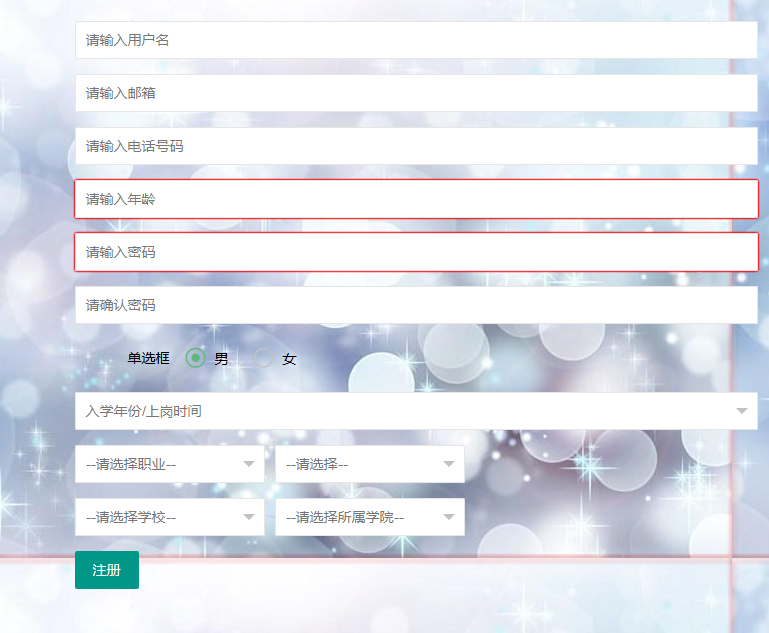 请输入用户名
请输入邮箱
请输入电话号码
请输入年龄
请输入密码
请确认密码
单选框 男 女
入学年份/上岗时间
--请选择职业-- --请选择--
--请选择学校-- --请选择所属学院--
注册